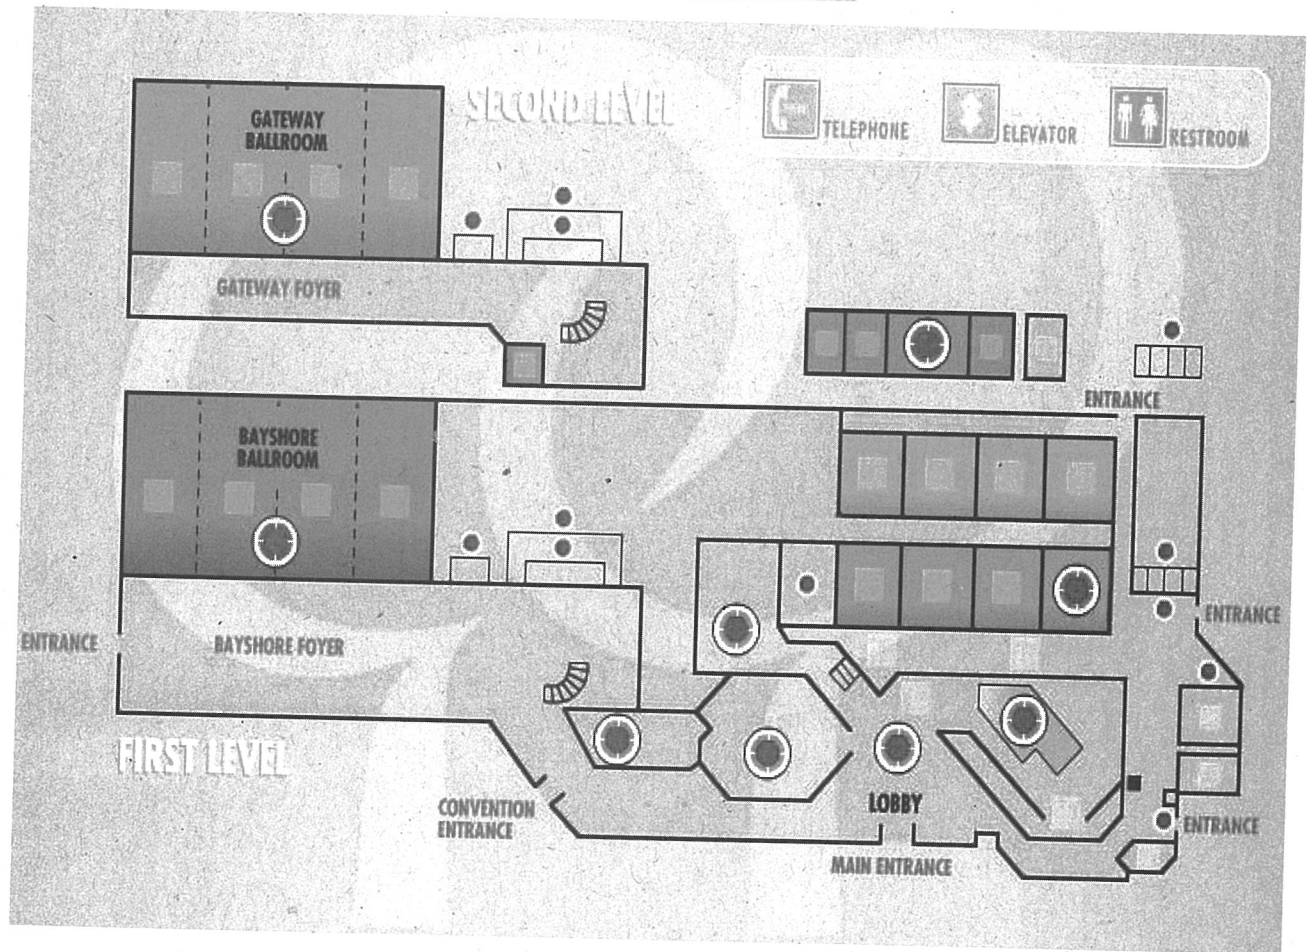 SECOND LEVEL
GATEWAY
BALLROOM
TELEPHONE
ELEVATOR
RESTROOM
GATEWAY FOYER
ENTRANCE
BAYSHORE
BALLROOM
ENTRANCE
ENTRANCE
BAYSHORE FOYER
FIRST LEVEL
CONVENTION
ENTRANCE
LOBBY
ENTRANCE
MAIN ENTRANCE